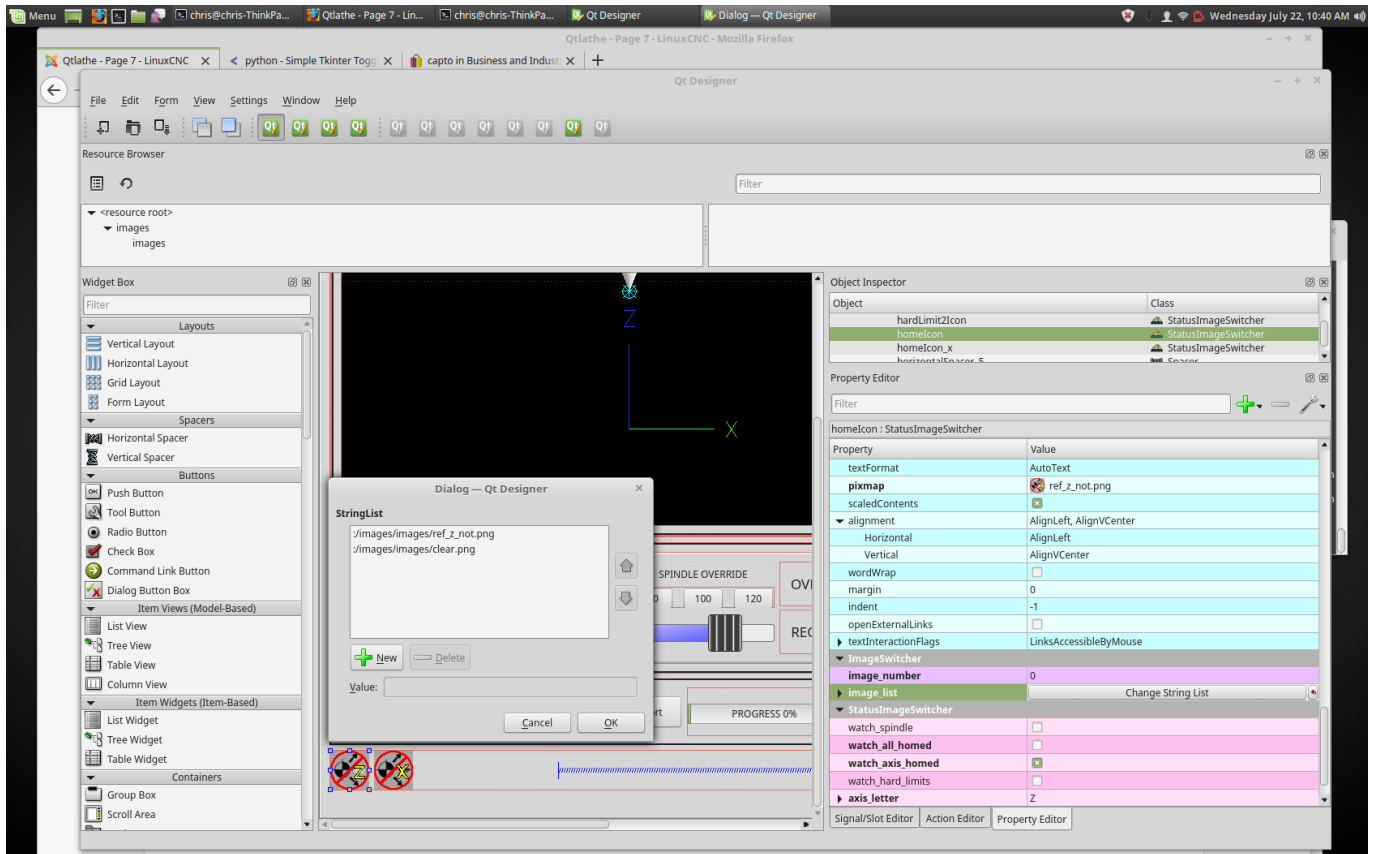 Menu chris@chris-ThinkPa... Qtlathe - Page 7 - Lin... chris@chris-ThinkPa... Qt Designer Dialog — Qt Designer Wednesday July 22, 10:40 AM
Qtlathe - Page 7 - LinuxCNC - Mozilla Firefox
Qtlathe - Page 7 - LinuxCNC python - Simple Tkinter Togg capto in Business and Indust
Qt Designer
File Edit Form View Settings Window Help
Resource Browser
Filter
<resource root>
images
images
Widget Box
Filter
Layouts
Vertical Layout
Horizontal Layout
Grid Layout
Form Layout
Spacers
Horizontal Spacer
Vertical Spacer
Buttons
Push Button
Tool Button
Radio Button
Check Box
Command Link Button
Dialog Button Box
Item Views (Model-Based)
List View
Tree View
Table View
Column View
Item Widgets (Item-Based)
List Widget
Tree Widget
Table Widget
Containers
Group Box
Scroll Area
Z
X
Dialog — Qt Designer
StringList
:/images/images/ref_z_not.png
:/images/images/clear.png
New Delete
Value:
Cancel OK
SPINDLE OVERRIDE
0 100 120
OVI
REC
rt PROGRESS 0%
Z X
Object Inspector
Object Class
hardLimit2Icon StatusImageSwitcher
homeIcon StatusImageSwitcher
homeIcon_x StatusImageSwitcher
horizontalSpacer_5 Spacer
Property Editor
Filter
homeIcon : StatusImageSwitcher
Property Value
textFormat AutoText
pixmap ref_z_not.png
scaledContents
alignment AlignLeft, AlignVCenter
Horizontal AlignLeft
Vertical AlignVCenter
wordWrap
margin 0
indent -1
openExternalLinks
textInteractionFlags LinksAccessibleByMouse
ImageSwitcher
image_number 0
image_list Change String List
StatusImageSwitcher
watch_spindle
watch_all_homed
watch_axis_homed
watch_hard_limits
axis_letter Z
Signal/Slot Editor Action Editor Property Editor